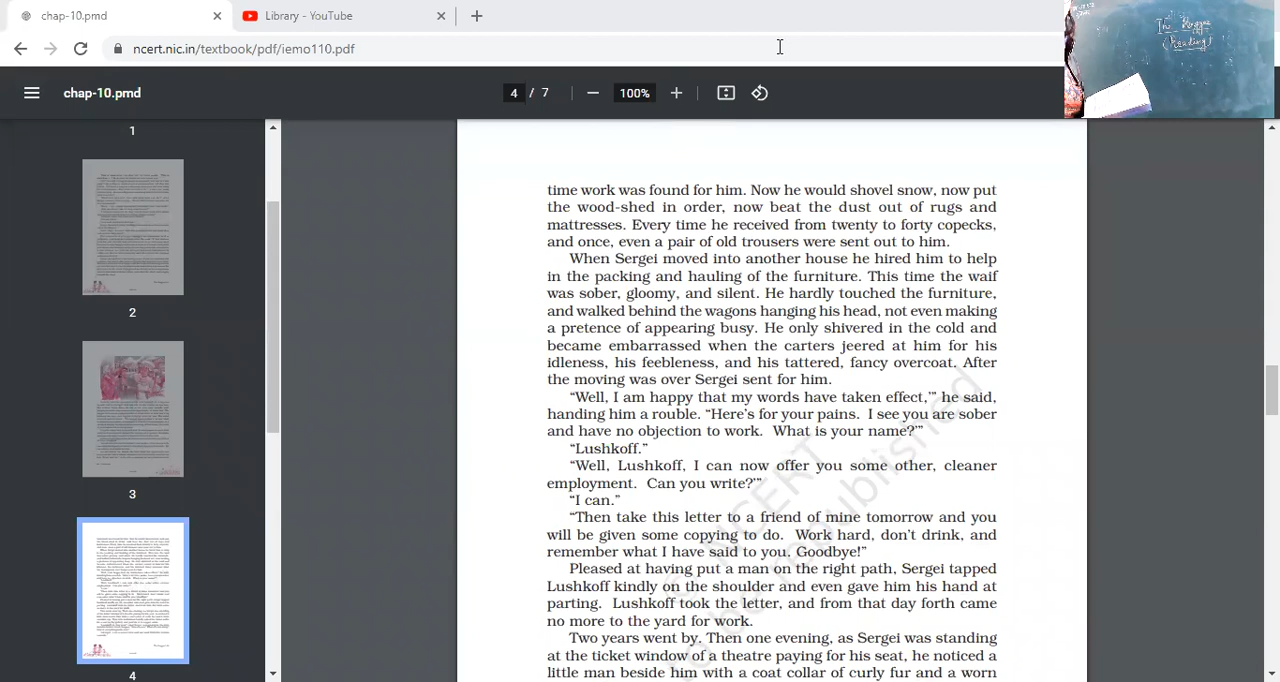 chap-10.pmd
Library - YouTube
ncert.nic.in/textbook/pdf/iemo110.pdf
chap-10.pmd
4 / 7
100%
1
2
3
4
(Reading)
time work was found for him. Now he would shovel snow, now put
the wood-shed in order, now beat the dust out of rugs and
mattresses. Every time he received from twenty to forty copecks,
and once, even a pair of old trousers were sent out to him.
When Sergei moved into another house he hired him to help
in the packing and hauling of the furniture. This time the waif
was sober, gloomy, and silent. He hardly touched the furniture,
and walked behind the wagons hanging his head, not even making
a pretence of appearing busy. He only shivered in the cold and
became embarrassed when the carters jeered at him for his
idleness, his feebleness, and his tattered, fancy overcoat. After
the moving was over Sergei sent for him.
“Well, I am happy that my words have taken effect,’” he said,
handing him a rouble. “Here’s for your pains. I see you are sober
and have no objection to work. What is your name?’”
“Lushkoff.”
“Well, Lushkoff, I can now offer you some other, cleaner
employment. Can you write?’”
“I can.”
“Then take this letter to a friend of mine tomorrow and you
will be given some copying to do. Work hard, don’t drink, and
remember what I have said to you. Goodbye!”
Pleased at having put a man on the right path, Sergei tapped
Lushkoff kindly on the shoulder and even gave him his hand at
parting. Lushkoff took the letter, and from that day forth came
no more to the yard for work.
Two years went by. Then one evening, as Sergei was standing
at the ticket window of a theatre paying for his seat, he noticed a
little man beside him with a coat collar of curly fur and a worn